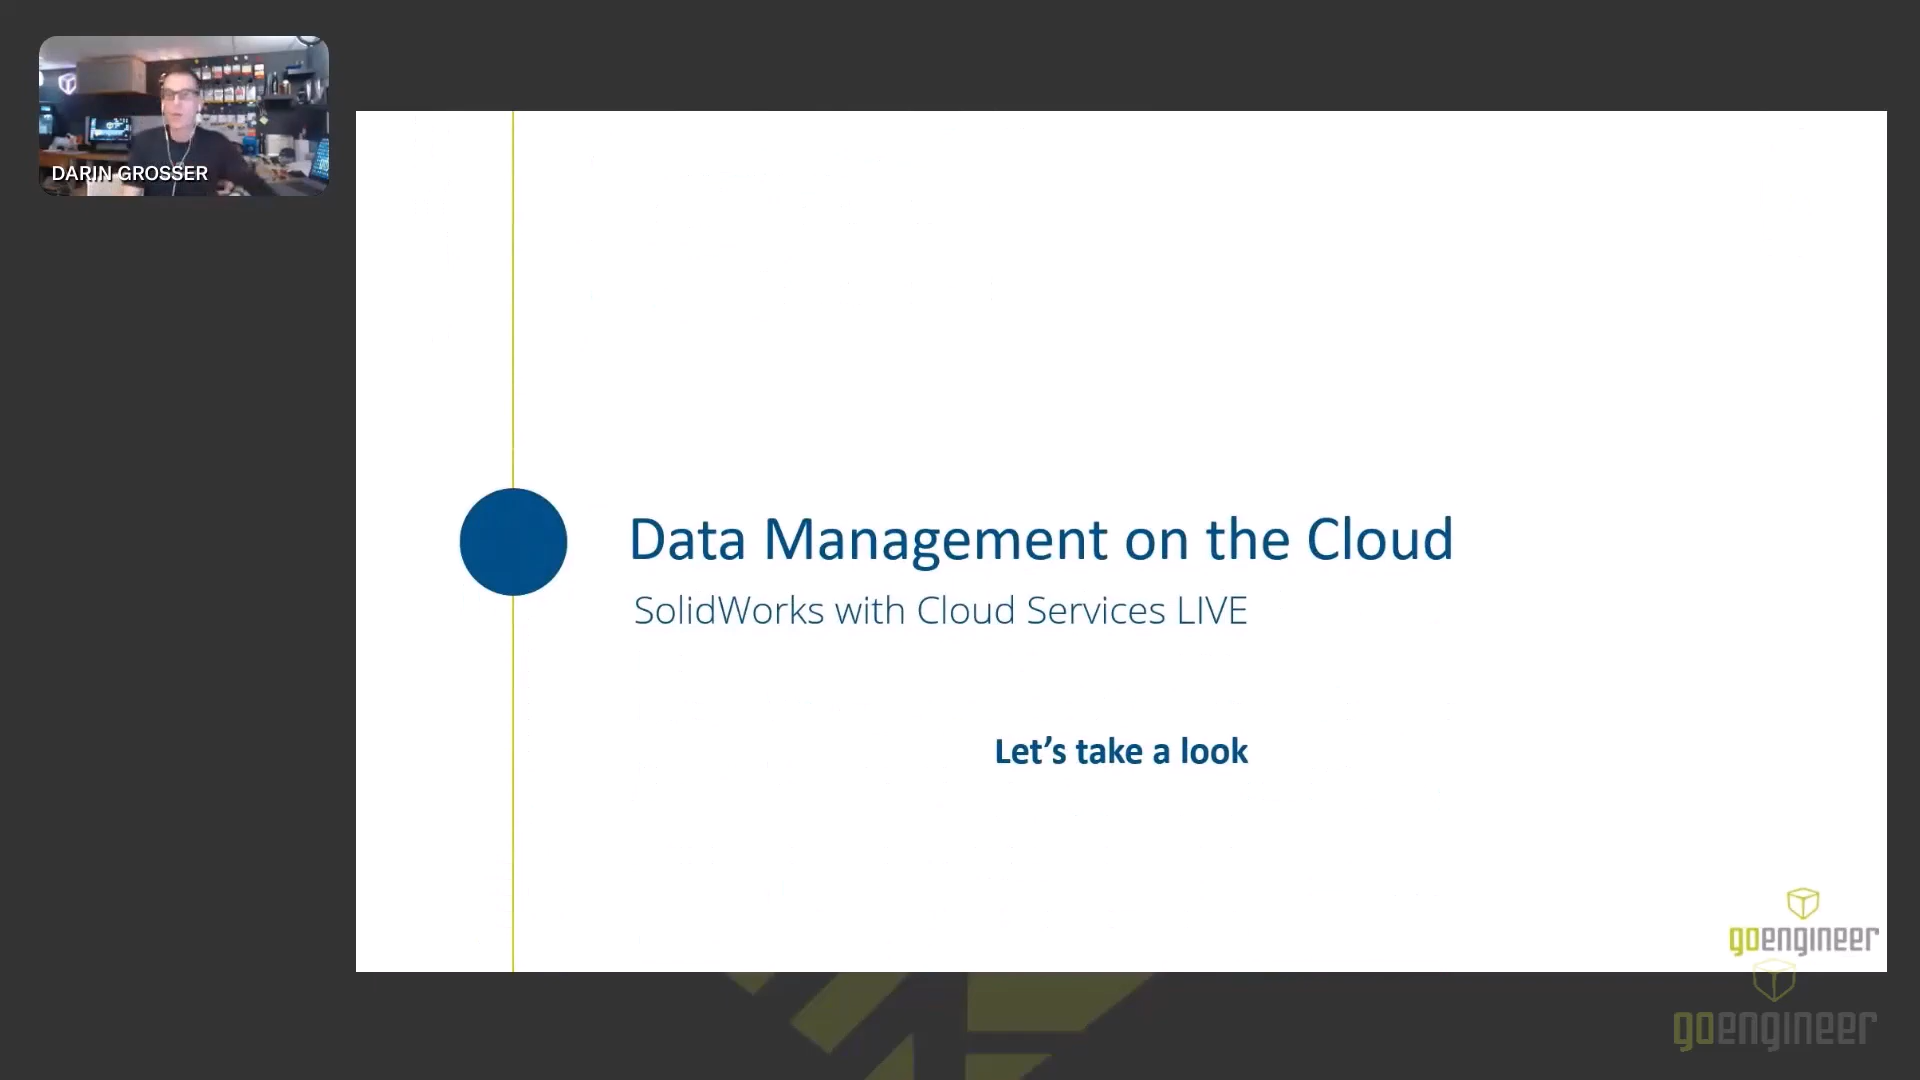 DARIN GROSSER
Data Management on the Cloud
SolidWorks with Cloud Services LIVE
Let’s take a look
goengineer
goengineer